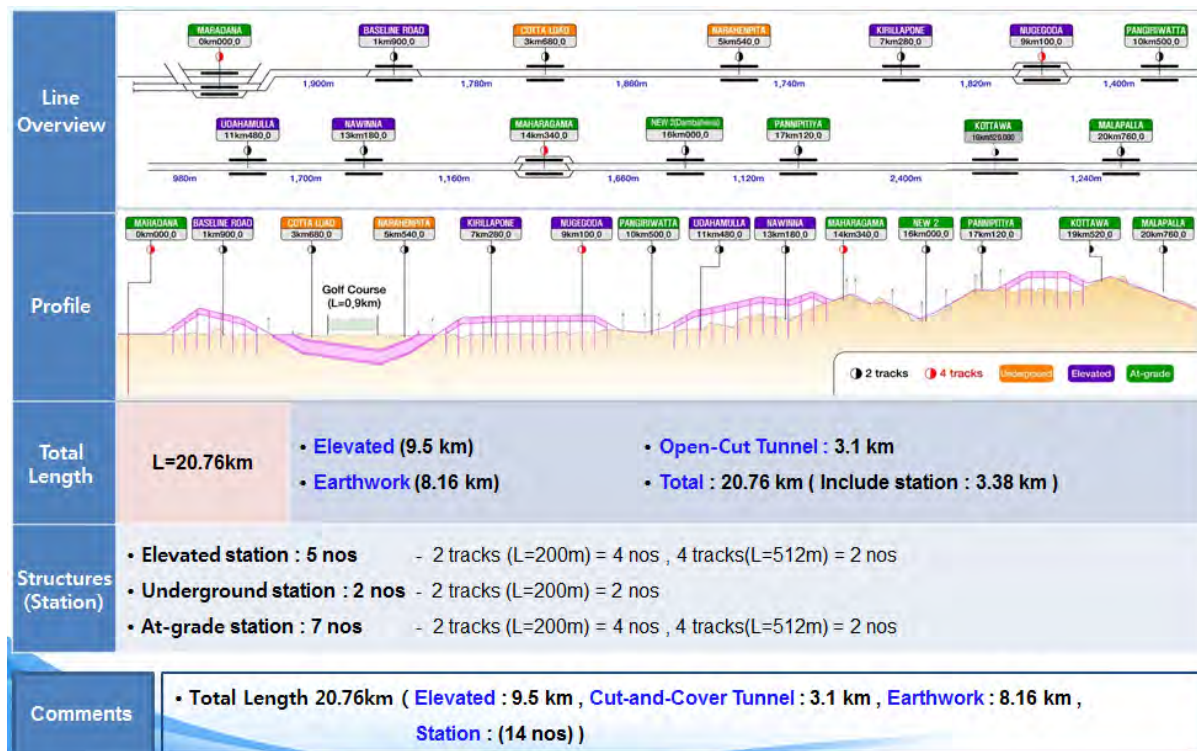 Line Overview
MARADANA
0km000,0
BASELINE ROAD
1km900,0
COTTA LOAD
3km680,0
NARAHENPITA
5km540,0
KIRILLAPONE
7km280,0
NUGEGODA
9km100,0
PANGIRIWATTA
10km500,0
1,900m
1,780m
1,860m
1,740m
1,820m
1,400m
UDAHAMULLA
11km480,0
NAWINNA
13km180,0
MAHARAGAMA
14km340,0
NEW 2
16km000,0
PANNIPITIYA
17km120,0
KOTTAWA
MALAPALLA
20km760,0
980m
1,700m
1,160m
1,660m
1,120m
2,400m
1,240m
Profile
MARADANA
0km000,0
BASELINE ROAD
1km900,0
COTTA LOAD
3km680,0
NARAHENPITA
5km540,0
KIRILLAPONE
7km280,0
NUGEGODA
9km100,0
PANGIRIWATTA
10km500,0
UDAHAMULLA
11km480,0
NAWINNA
13km180,0
MAHARAGAMA
14km340,0
NEW 2
16km000,0
PANNIPITIYA
17km120,0
KOTTAWA
19km520,0
MALAPALLA
20km760,0
Golf Course
(L=0,9km)
2 tracks 4 tracks Underground Elevated At-grade
Total Length
L=20.76km
• Elevated (9.5 km)
• Open-Cut Tunnel : 3.1 km
• Earthwork (8.16 km)
• Total : 20.76 km ( Include station : 3.38 km )
Structures (Station)
• Elevated station : 5 nos - 2 tracks (L=200m) = 4 nos , 4 tracks(L=512m) = 2 nos
• Underground station : 2 nos - 2 tracks (L=200m) = 2 nos
• At-grade station : 7 nos - 2 tracks (L=200m) = 4 nos , 4 tracks(L=512m) = 2 nos
Comments
• Total Length 20.76km ( Elevated : 9.5 km , Cut-and-Cover Tunnel : 3.1 km , Earthwork : 8.16 km ,
Station : (14 nos) )